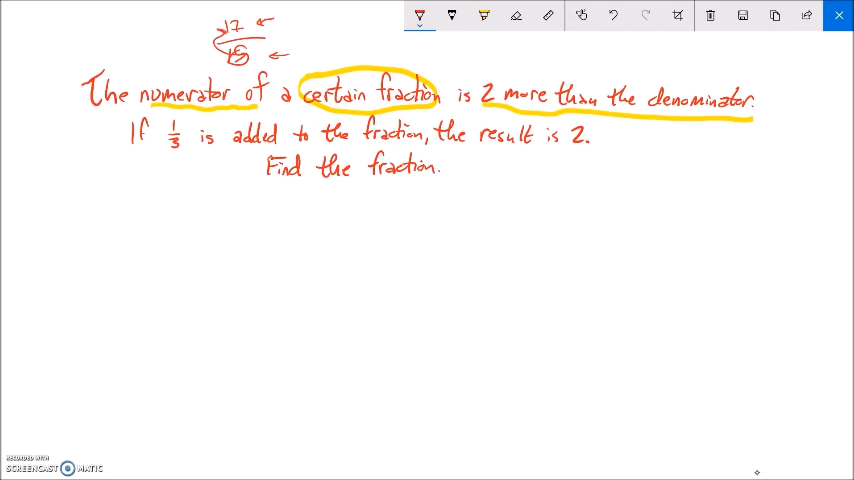 17
15
The numerator of a certain fraction is 2 more than the denominator.
If 1/3 is added to the fraction, the result is 2.
Find the fraction.
RECORDED WITH
SCREENCAST MATIC